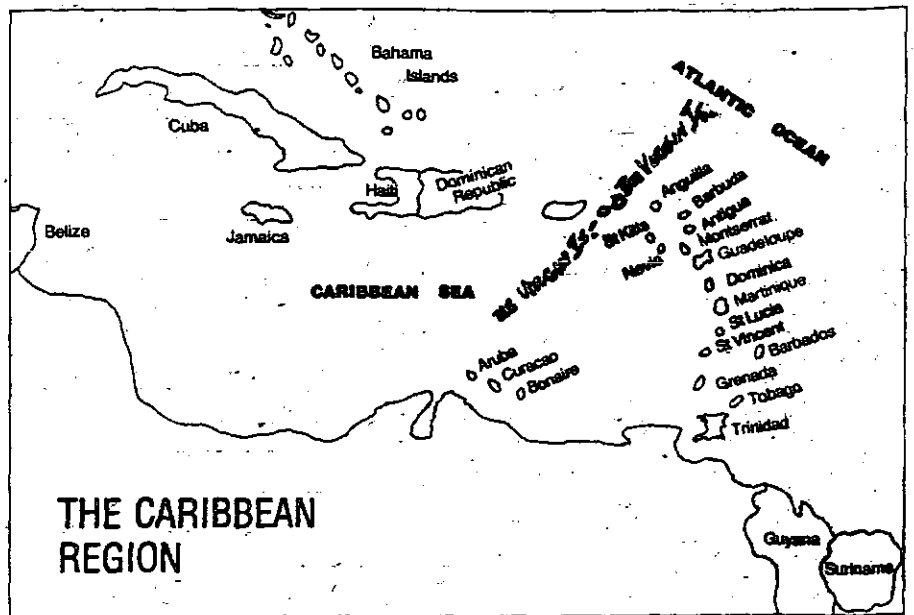 Bahama
Islands
ATLANTIC OCEAN
Cuba
Haiti
Dominican
Republic
Anguilla
Barbuda
Antigua
Montserrat
Guadeloupe
St Kitts
Nevis
Belize
Jamaica
Dominica
Martinique
CARIBBEAN SEA
St Lucia
St Vincent
Barbados
Aruba
Curacao
Bonaire
Grenada
Tobago
Trinidad
THE CARIBBEAN
REGION
Guyana
Suriname